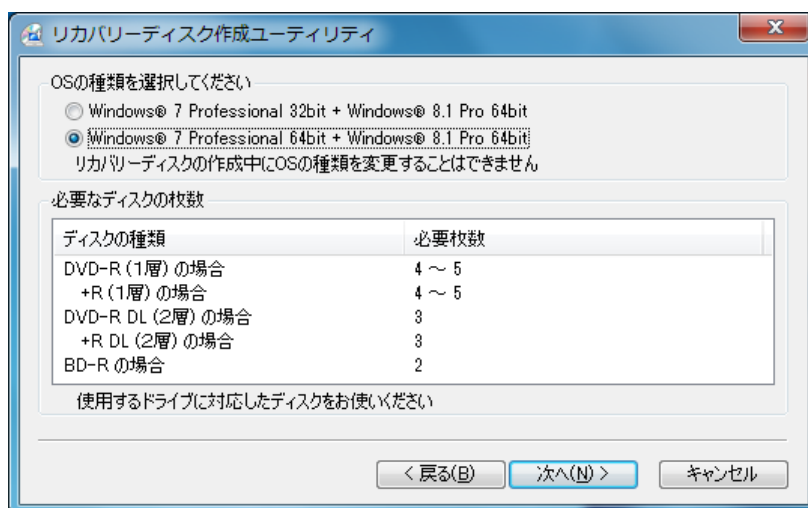 リカバリーディスク作成ユーティリティ
OSの種類を選択してください
Windows® 7 Professional 32bit + Windows® 8.1 Pro 64bit
Windows® 7 Professional 64bit + Windows® 8.1 Pro 64bit
リカバリーディスクの作成中にOSの種類を変更することはできません
必要なディスクの枚数
ディスクの種類 必要枚数
DVD-R (1層) の場合 4 ～ 5
+R (1層) の場合 4 ～ 5
DVD-R DL (2層) の場合 3
+R DL (2層) の場合 3
BD-R の場合 2
使用するドライブに対応したディスクをお使いください
< 戻る(B) 次へ(N) > キャンセル